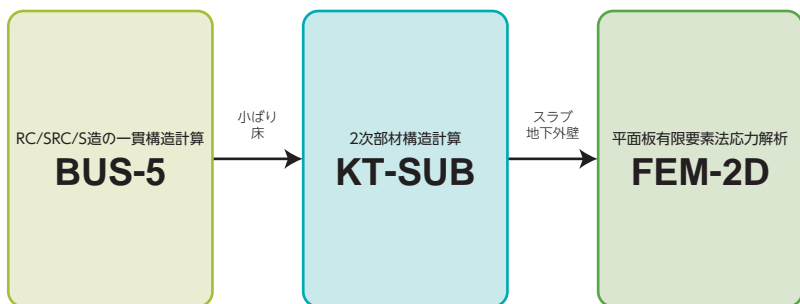 RC/SRC/S造の一貫構造計算
BUS-5
小ばり
床
2次部材構造計算
KT-SUB
スラブ
地下外壁
平面板有限要素法応力解析
FEM-2D